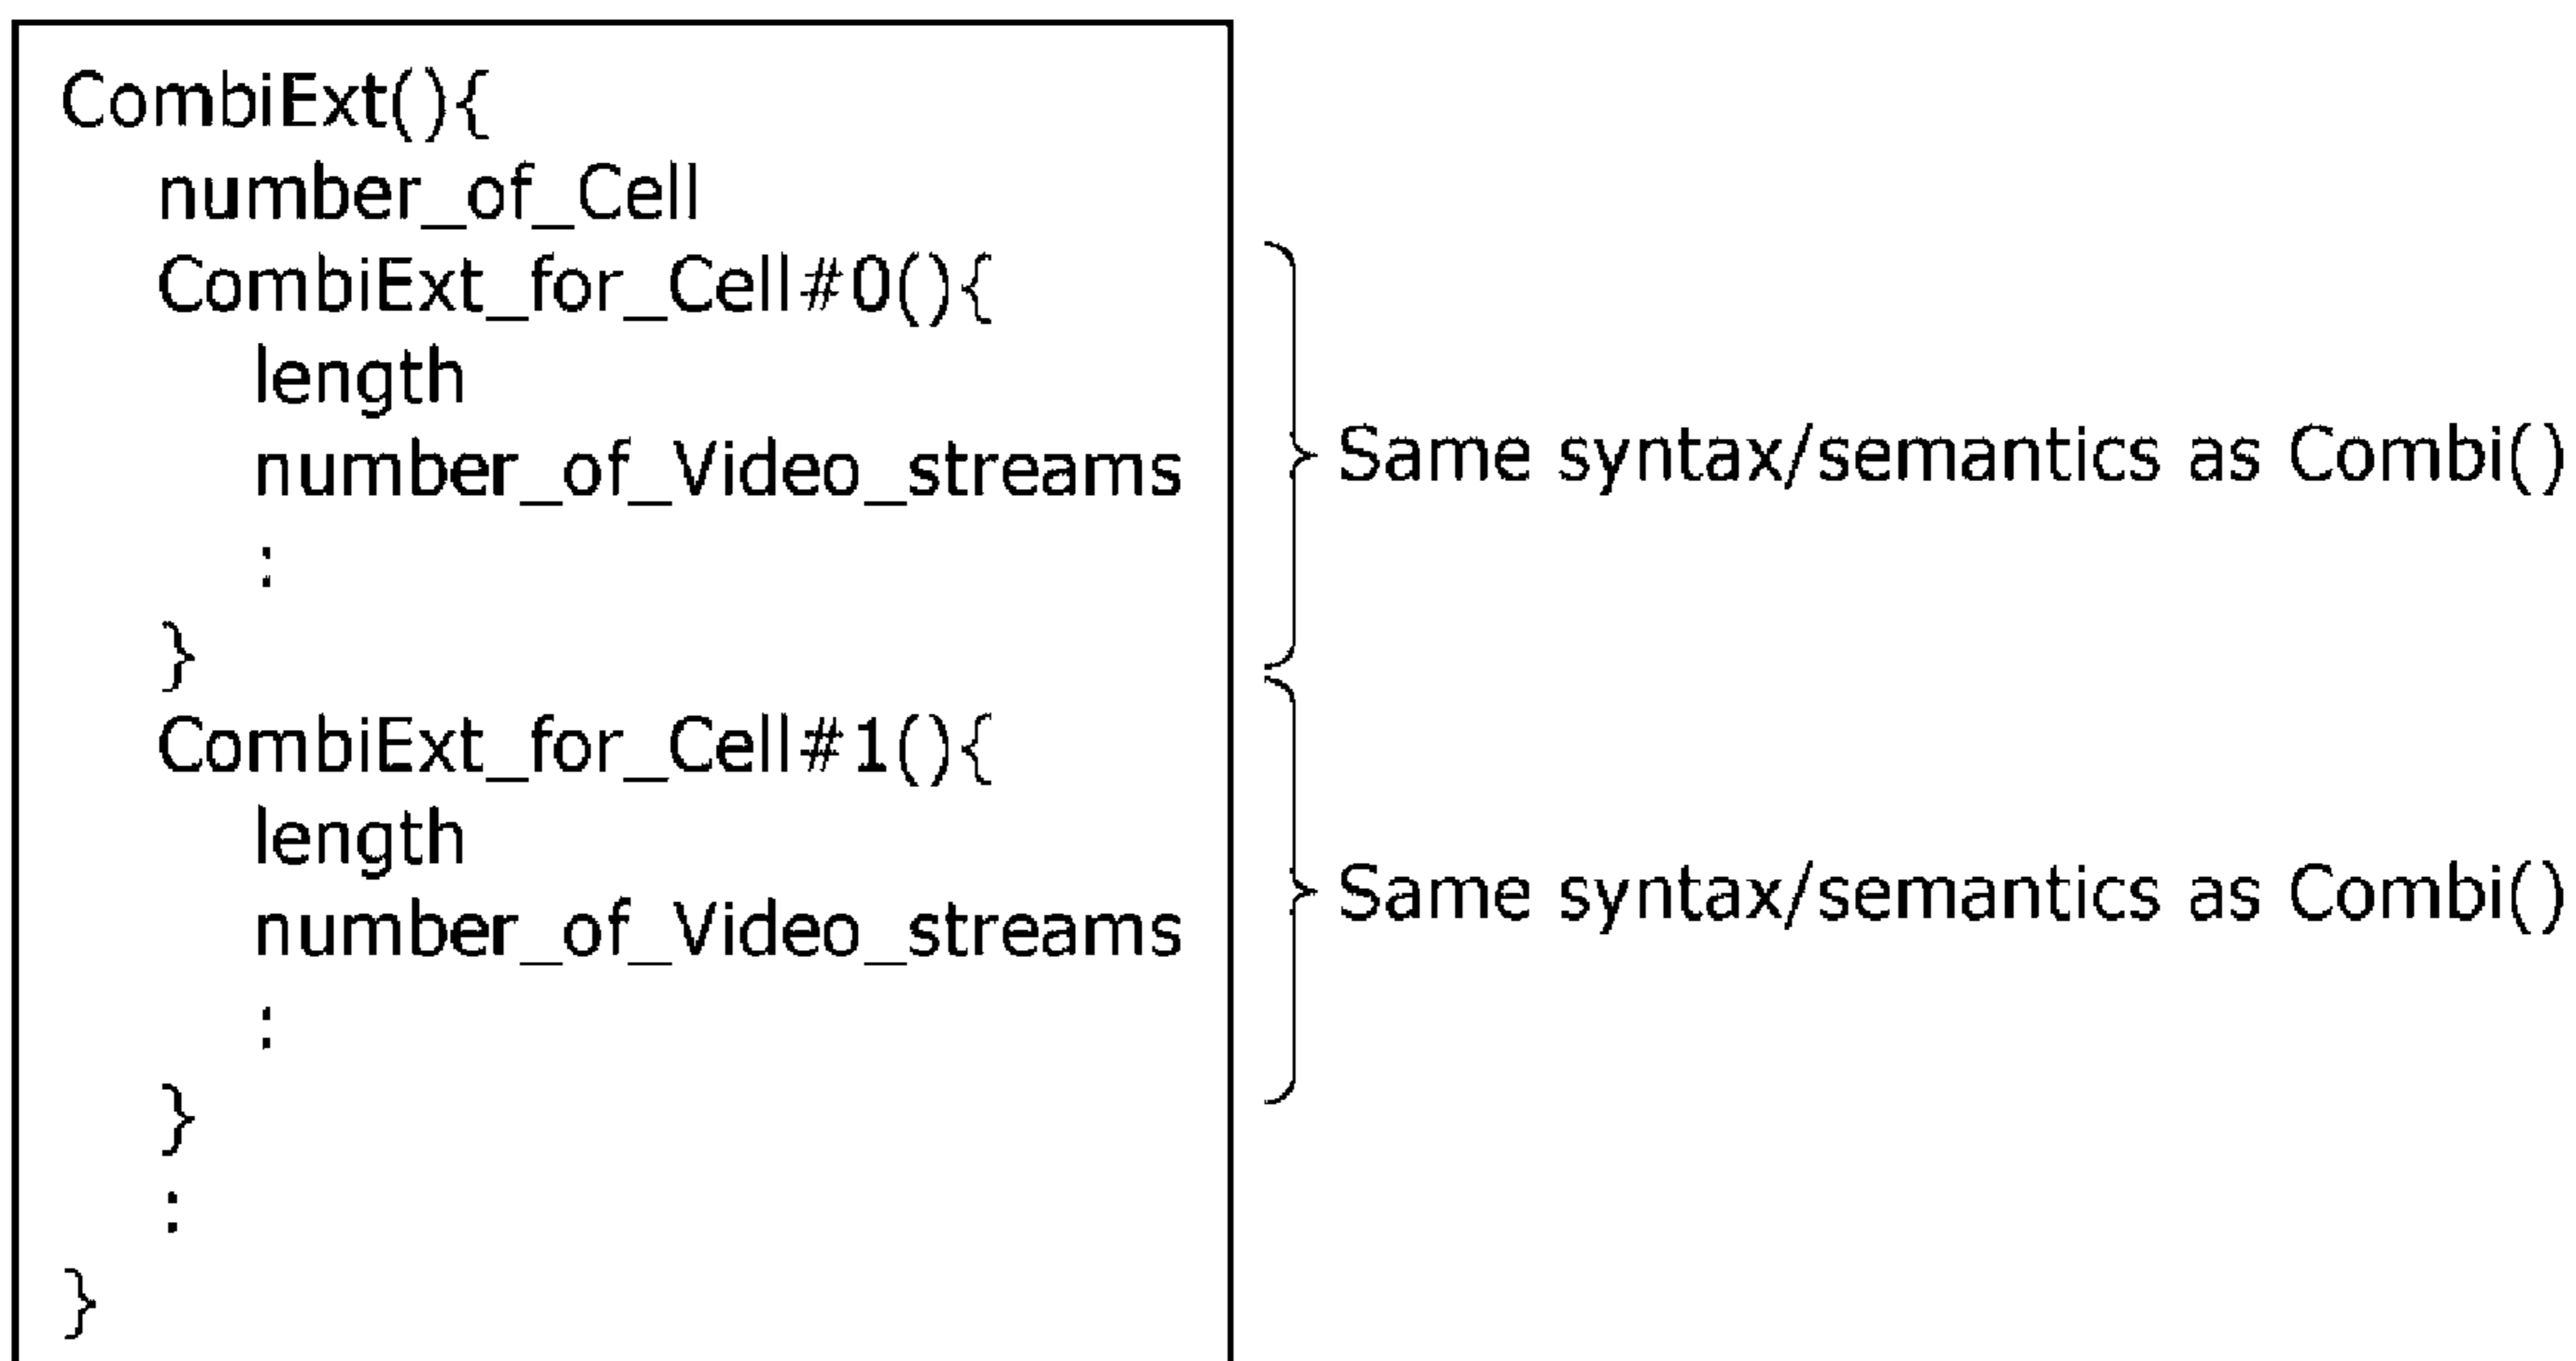 CombiExt(){
number_of_Cell
CombiExt_for_Cell#0(){
length
number_of_Video_streams
:
}
Same syntax/semantics as Combi()
CombiExt_for_Cell#1(){
length
number_of_Video_streams
:
}
Same syntax/semantics as Combi()
:
}